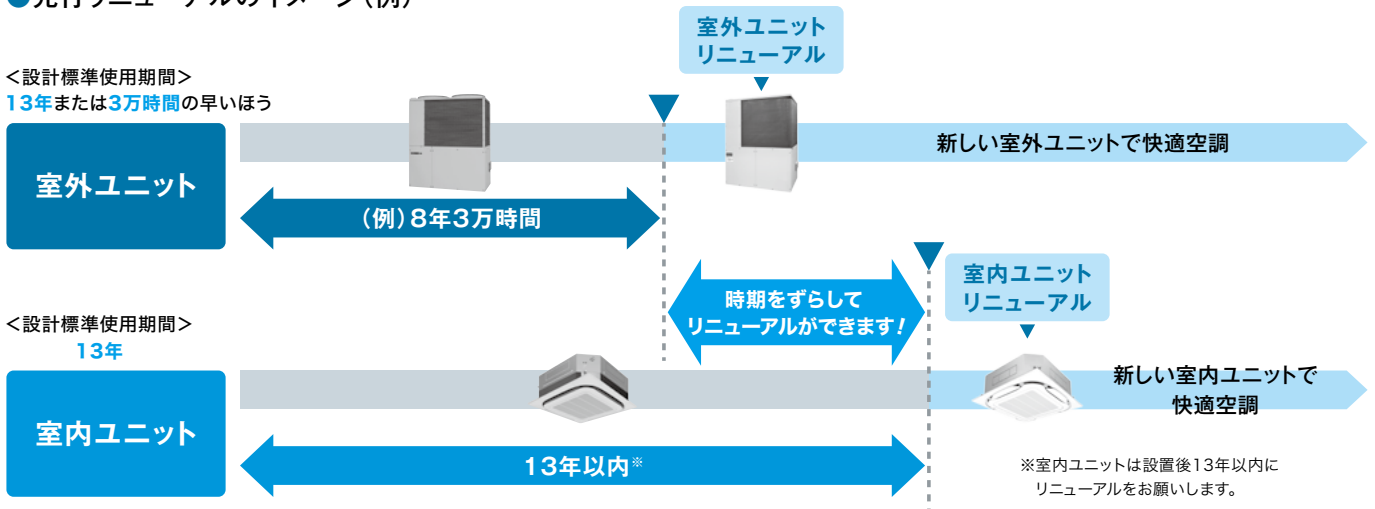 室外ユニット
リニューアル
<設計標準使用期間>
13年または3万時間の早いほう
室外ユニット
新しい室外ユニットで快適空調
(例)8年3万時間
時期をずらして
リニューアルができます!
室内ユニット
リニューアル
<設計標準使用期間>
13年
室内ユニット
新しい室内ユニットで
快適空調
13年以内※
※室内ユニットは設置後13年以内に
リニューアルをお願いします。